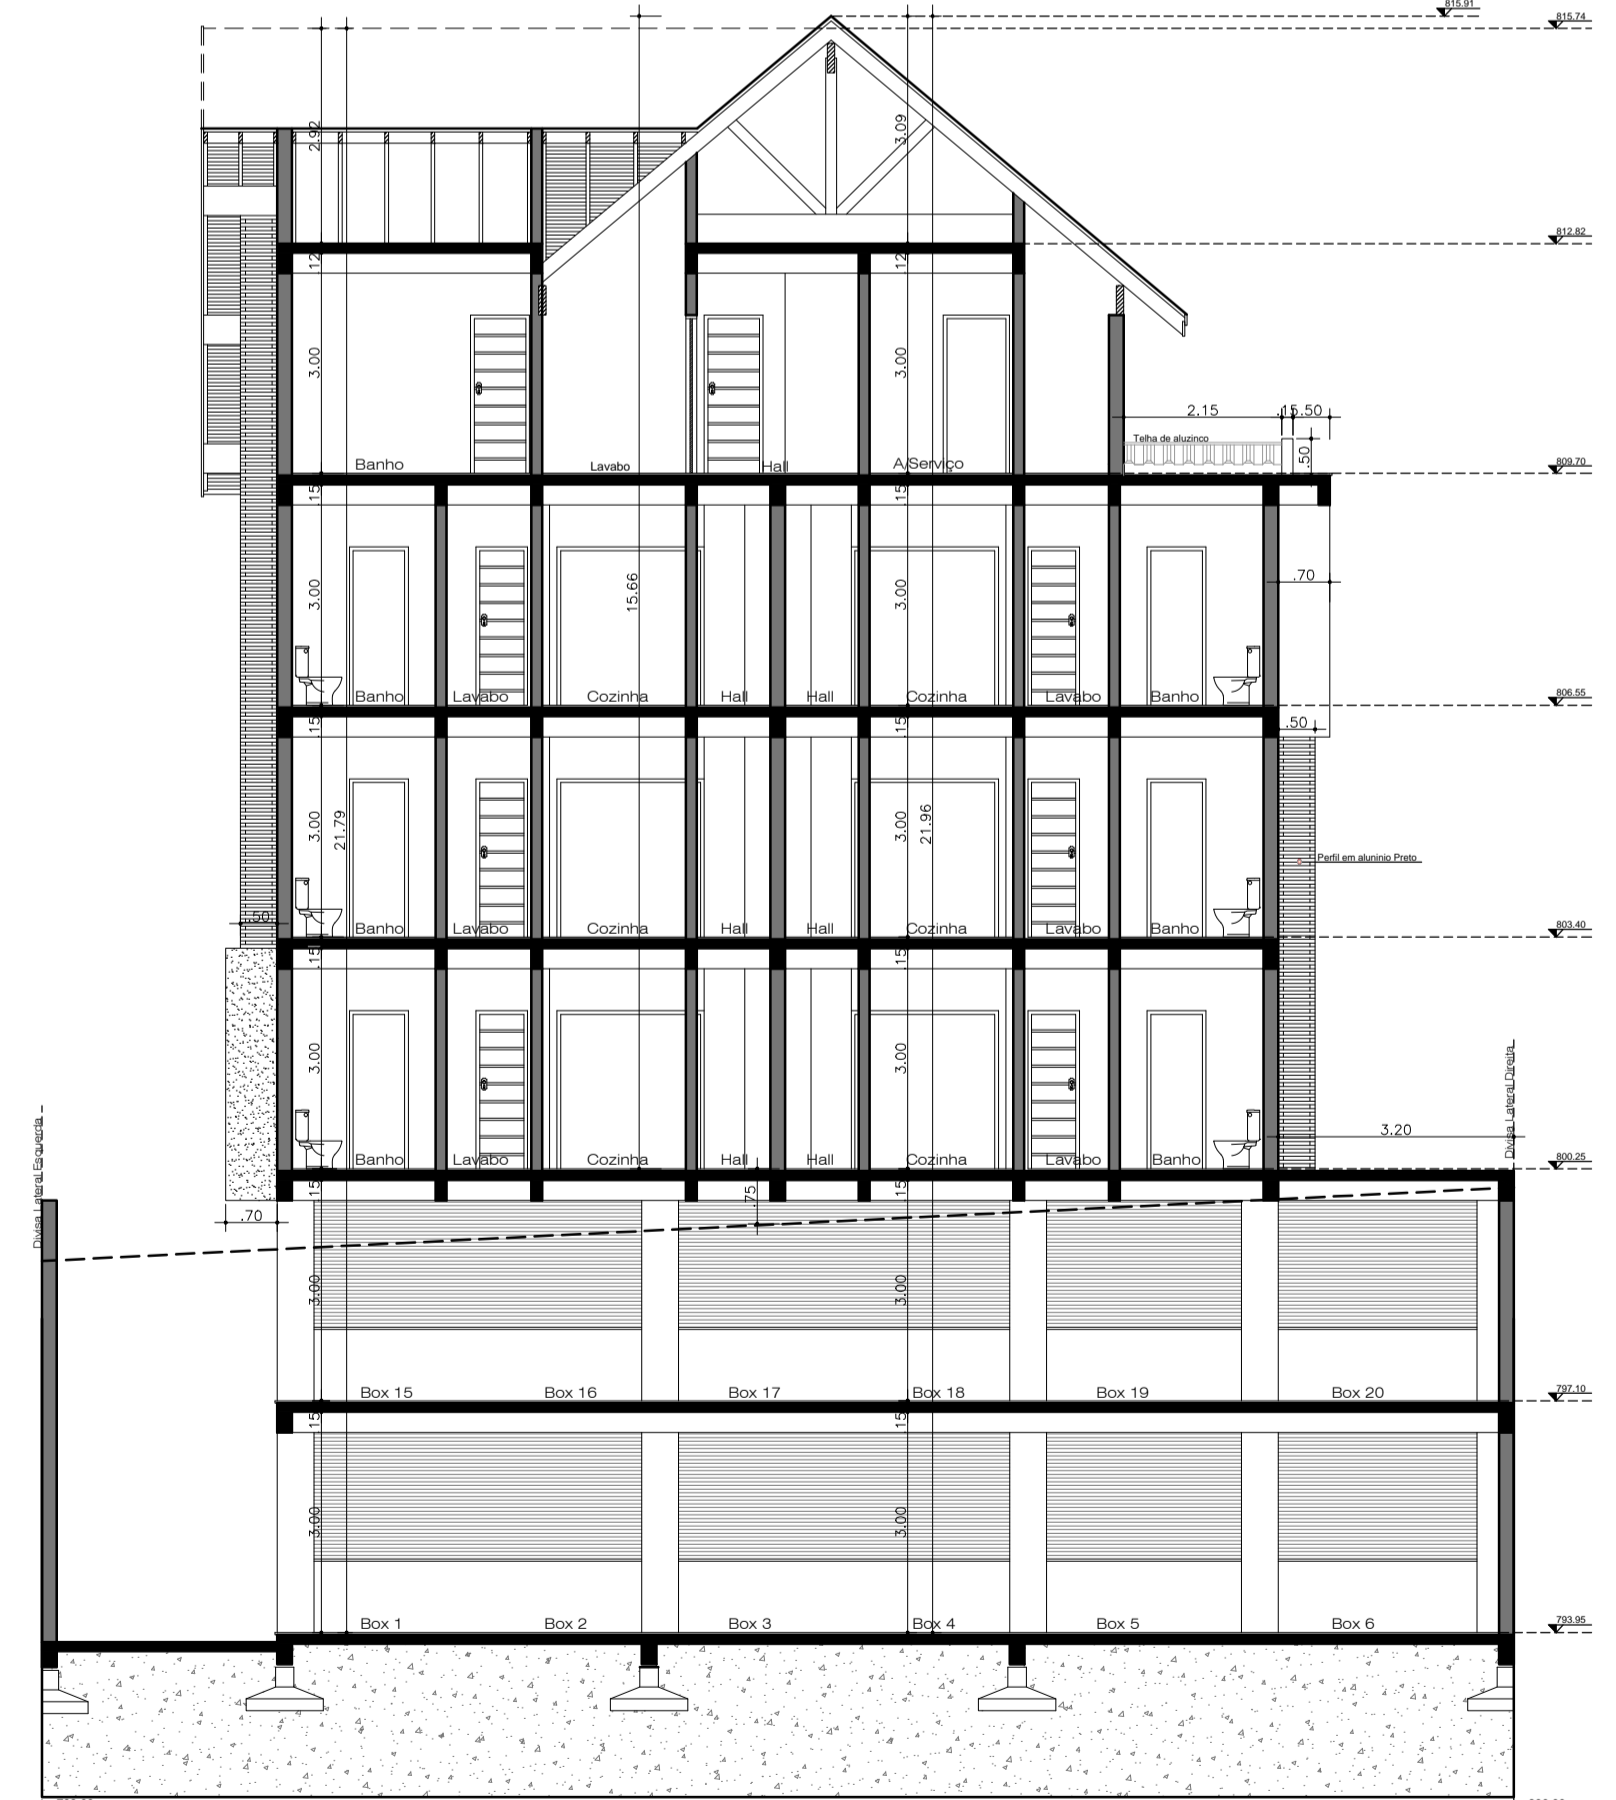 815.91
815.74
2.92
3.09
812.82
.12
.12
3.00
3.00
2.15
.15
.50
Telha de aluzinco
.50
Banho
Lavabo
Hall
A/Serviço
809.70
.15
.15
3.00
15.66
3.00
.70
Banho
Lavabo
Cozinha
Hall
Hall
Cozinha
Lavabo
Banho
806.55
.15
.15
.50
3.00
21.79
3.00
21.96
Perfil em aluninio Preto
.50
Banho
Lavabo
Cozinha
Hall
Hall
Cozinha
Lavabo
Banho
803.40
.15
.15
3.00
3.00
Divisa Lateral Direita
Divisa Lateral Esquerda
3.20
Banho
Lavabo
Cozinha
Hall
Hall
Cozinha
Lavabo
Banho
800.25
.15
.75
.15
.70
3.00
3.00
Box 15
Box 16
Box 17
Box 18
Box 19
Box 20
797.10
.15
.15
3.00
3.00
Box 1
Box 2
Box 3
Box 4
Box 5
Box 6
793.95